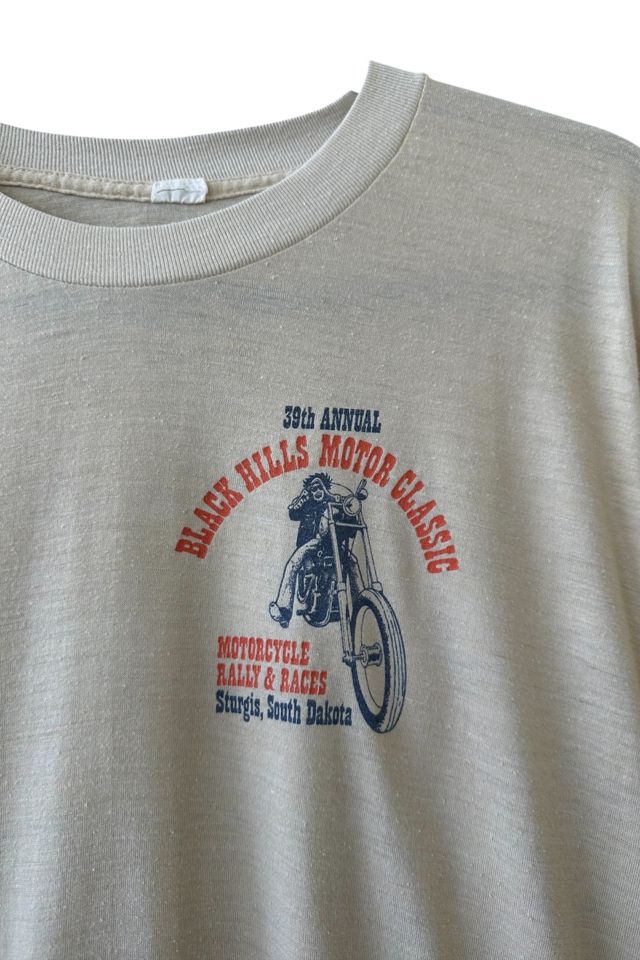 39th ANNUAL
BLACK HILLS MOTOR CLASSIC
MOTORCYCLE
RALLY & RACES
Sturgis, South Dakota